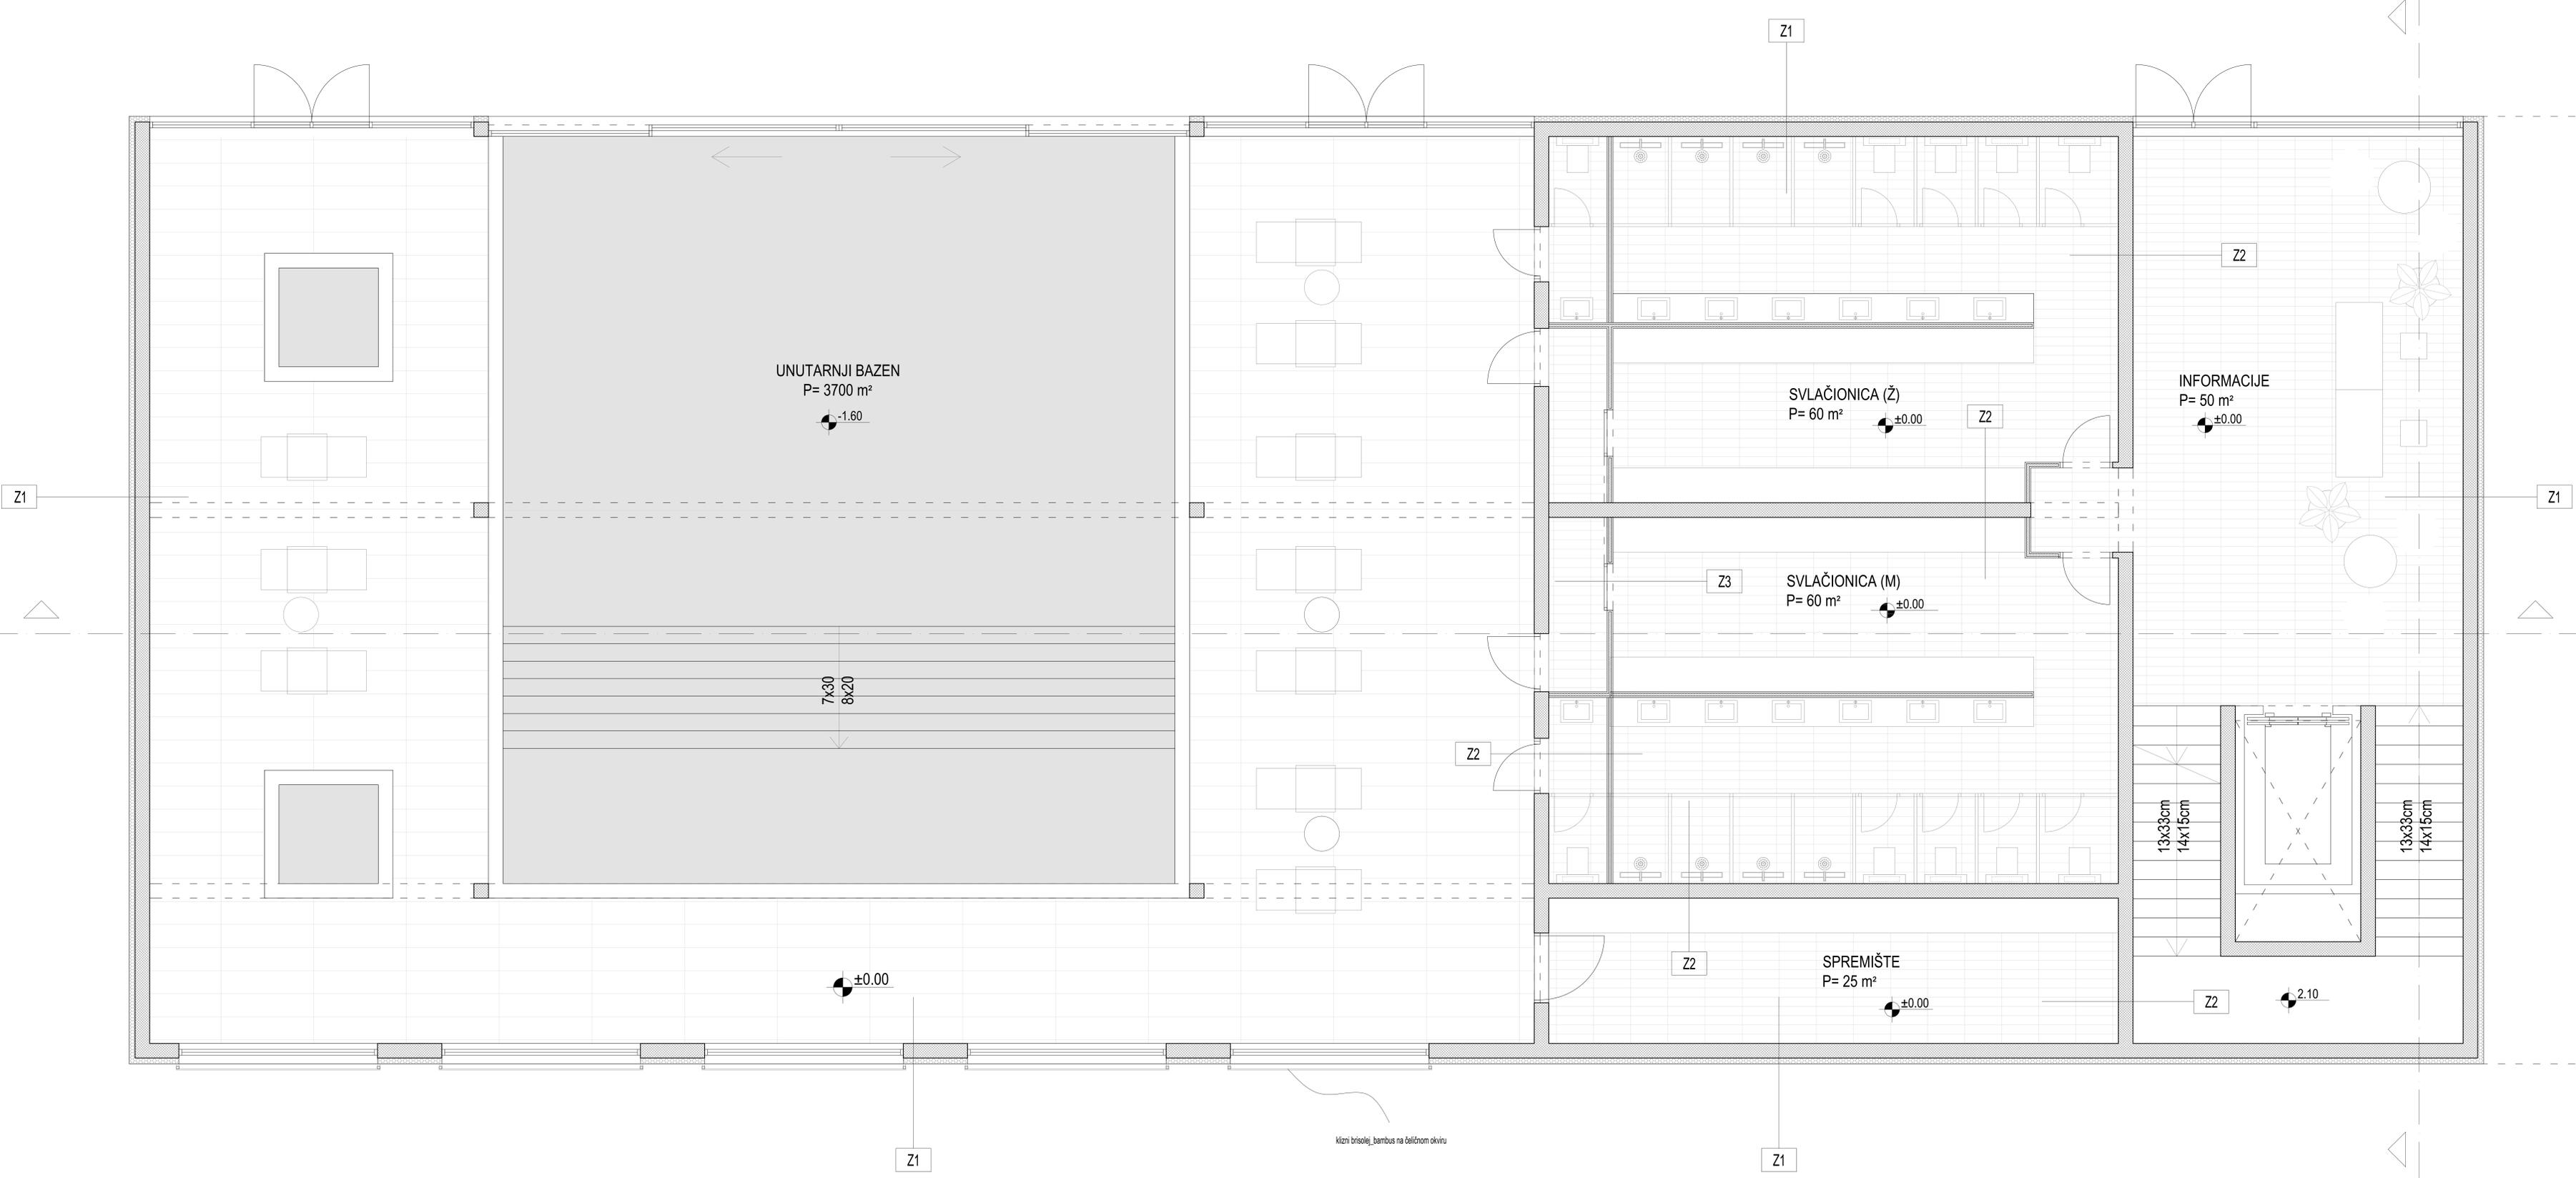 Z1
Z2
UNUTARNJI BAZEN
P= 3700 m²
-1.60
SVLAČIONICA (Ž)
P= 60 m²
±0.00
Z2
INFORMACIJE
P= 50 m²
±0.00
Z1
Z1
Z3
SVLAČIONICA (M)
P= 60 m²
±0.00
7x30
8x20
Z2
13x33cm
14x15cm
13x33cm
14x15cm
Z2
SPREMIŠTE
P= 25 m²
±0.00
Z2
2.10
±0.00
klizni brisolej_bambus na čeličnom okviru
Z1
Z1